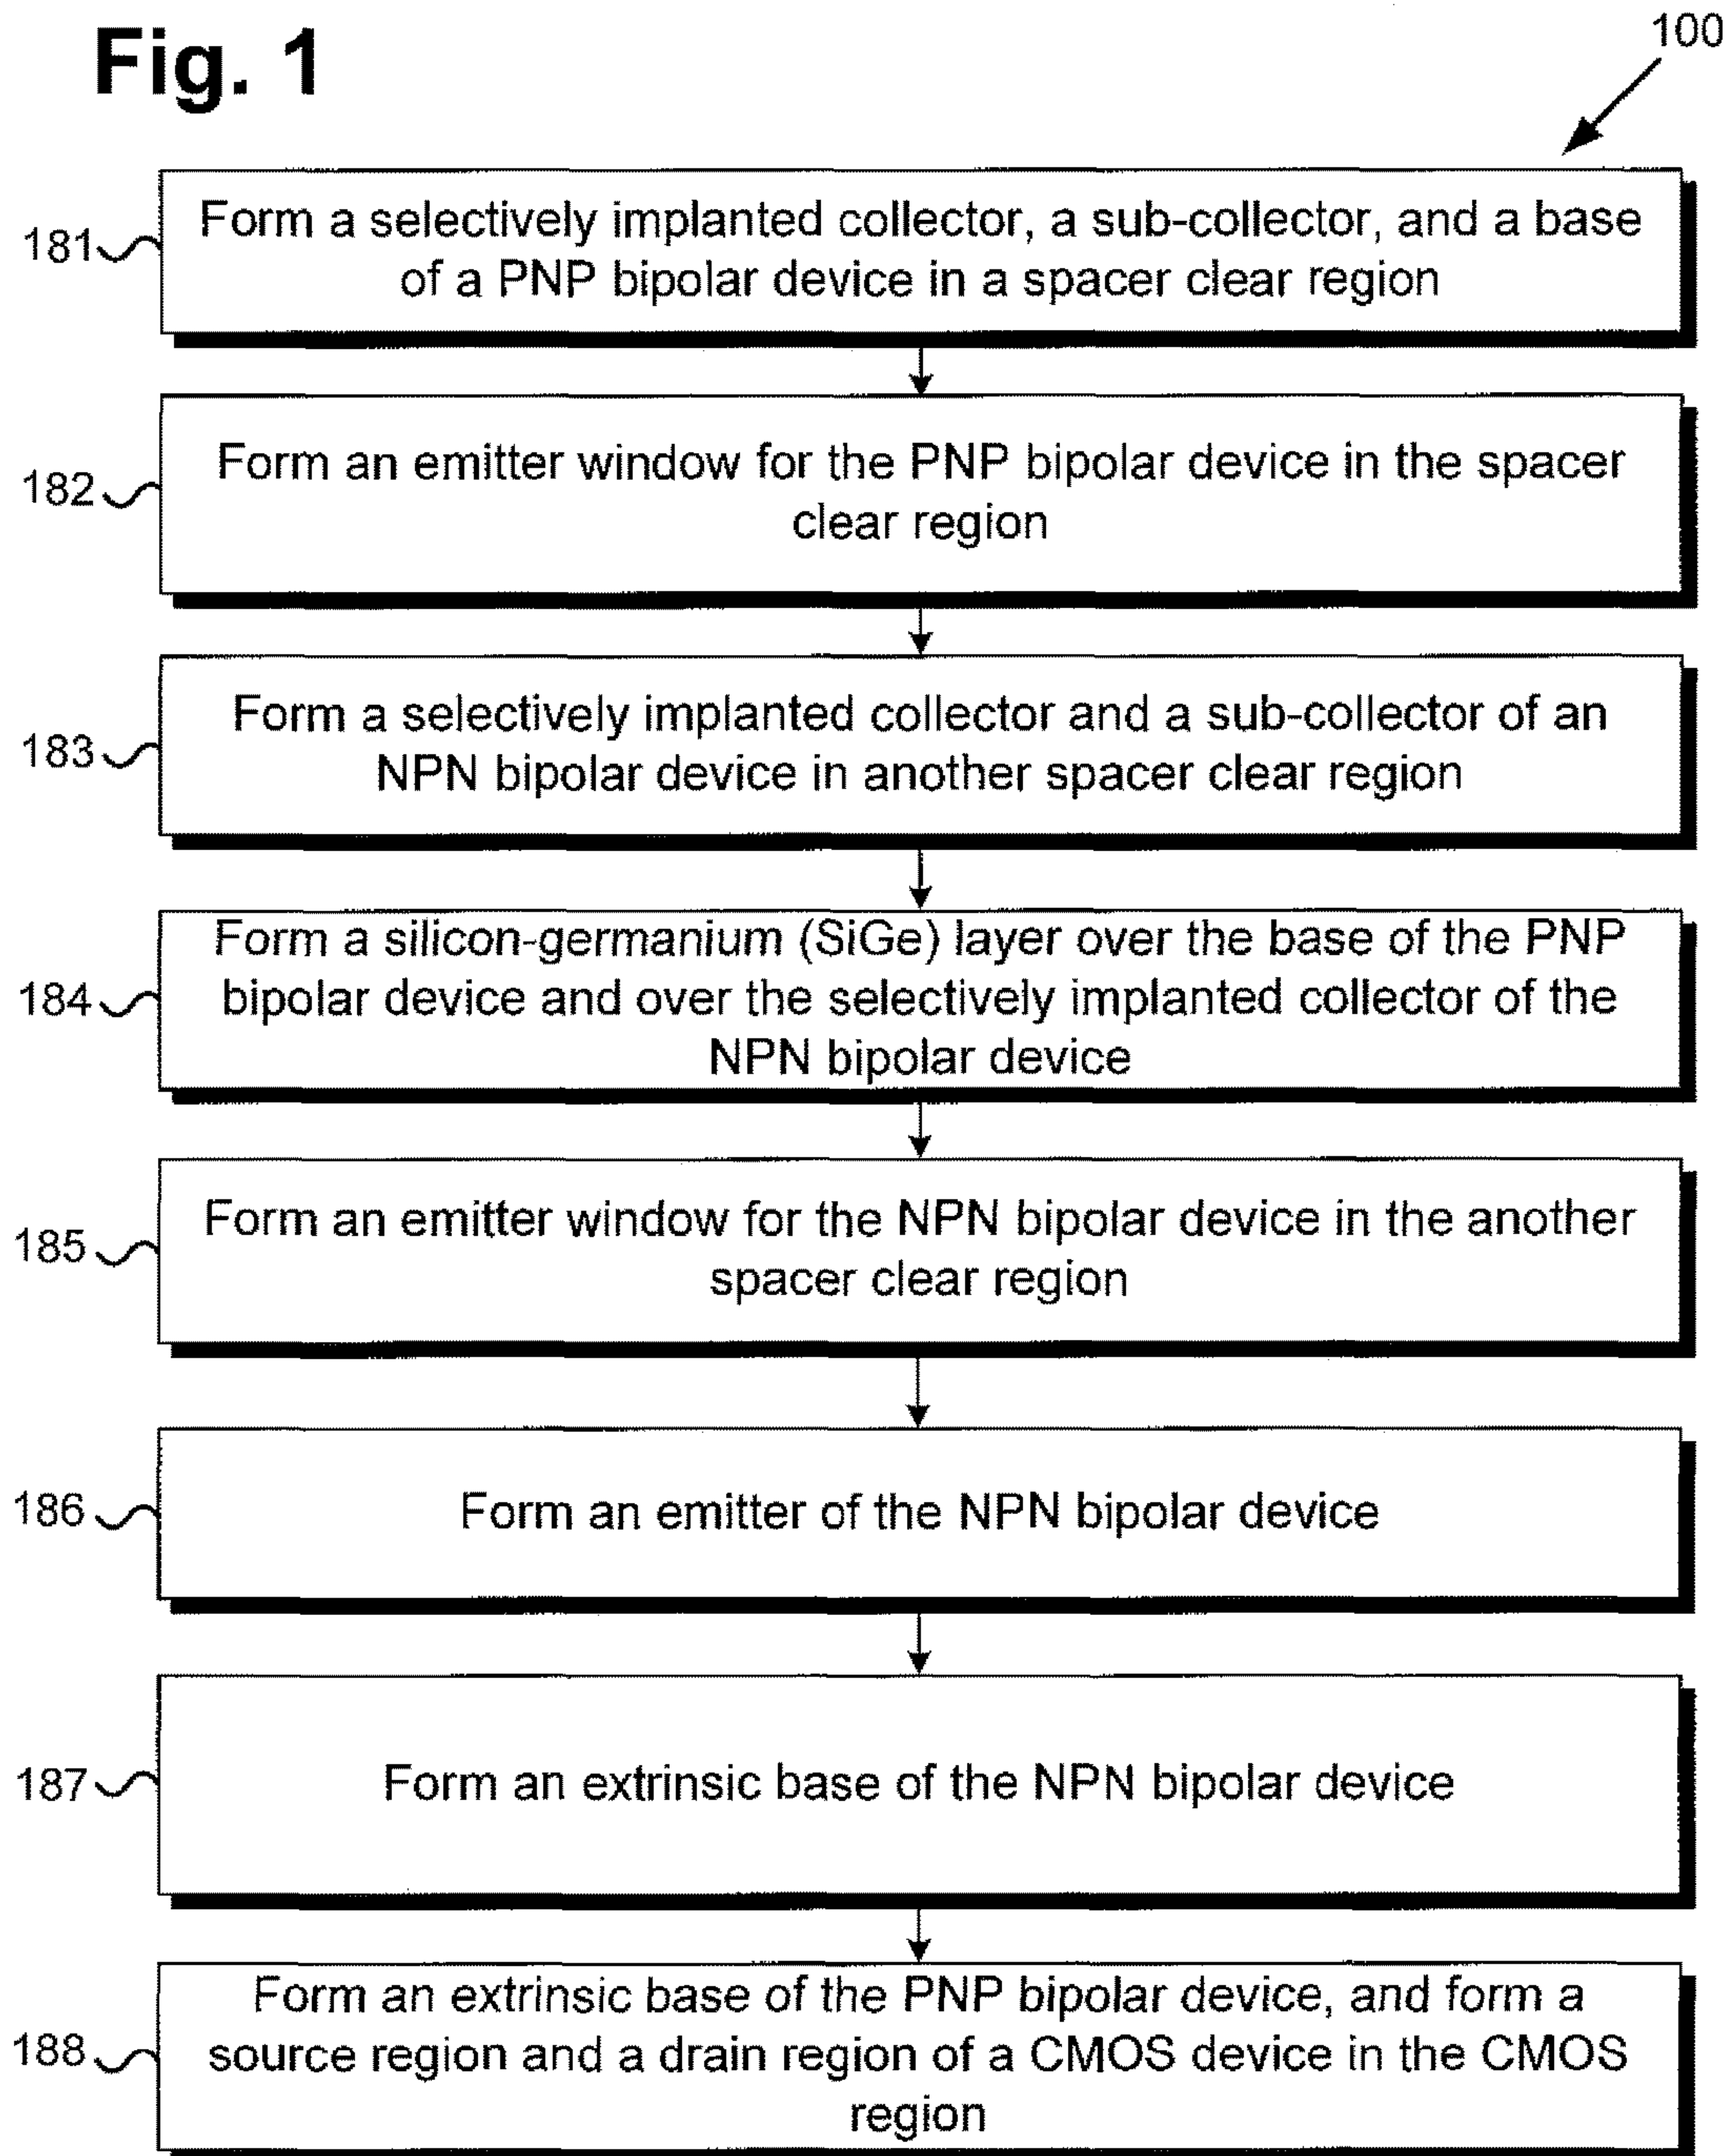 Fig. 1
100
181
Form a selectively implanted collector, a sub-collector, and a base
of a PNP bipolar device in a spacer clear region
182
Form an emitter window for the PNP bipolar device in the spacer
clear region
183
Form a selectively implanted collector and a sub-collector of an
NPN bipolar device in another spacer clear region
184
Form a silicon-germanium (SiGe) layer over the base of the PNP
bipolar device and over the selectively implanted collector of the
NPN bipolar device
185
Form an emitter window for the NPN bipolar device in the another
spacer clear region
186
Form an emitter of the NPN bipolar device
187
Form an extrinsic base of the NPN bipolar device
188
Form an extrinsic base of the PNP bipolar device, and form a
source region and a drain region of a CMOS device in the CMOS
region